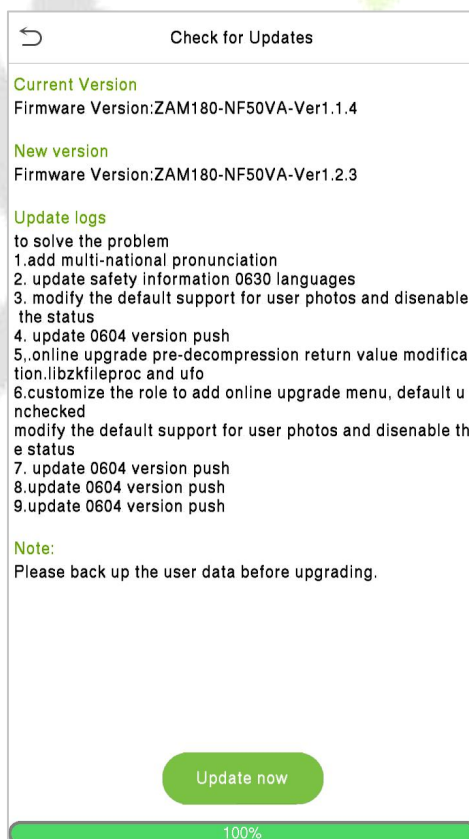 Check for Updates
Current Version
Firmware Version:ZAM180-NF50VA-Ver1.1.4
New version
Firmware Version:ZAM180-NF50VA-Ver1.2.3
Update logs
to solve the problem
1.add multi-national pronunciation
2. update safety information 0630 languages
3. modify the default support for user photos and disenable
the status
4. update 0604 version push
5,.online upgrade pre-decompression return value modifica
tion.libzkfileproc and ufo
6.customize the role to add online upgrade menu, default u
nchecked
modify the default support for user photos and disenable th
e status
7. update 0604 version push
8.update 0604 version push
9.update 0604 version push
Note:
Please back up the user data before upgrading.
Update now
100%